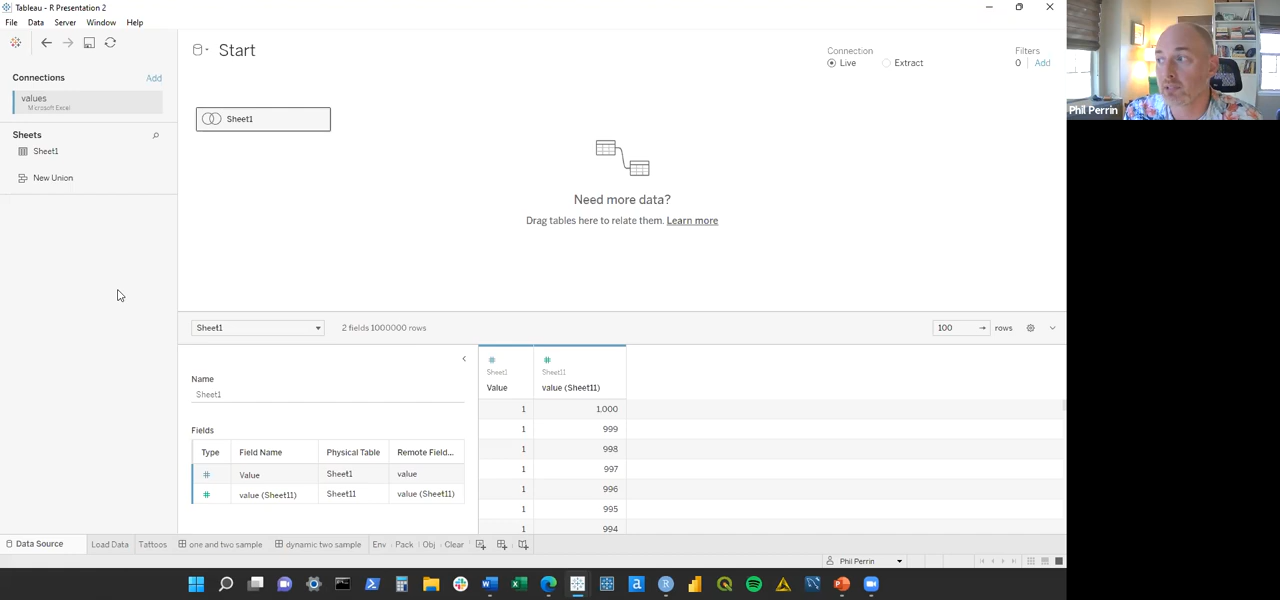 Tableau - R Presentation 2
File Data Server Window Help
Connections Add
values
Microsoft Excel
Sheets
Sheet1
New Union
Start
Connection
Live Extract
Filters
0 Add
Sheet1
Need more data?
Drag tables here to relate them. Learn more
Phil Perrin
Sheet1 2 fields 1000000 rows 100 rows
Name
Sheet1
Fields
Type Field Name Physical Table Remote Field...
# Value Sheet1 value
# value (Sheet11) Sheet11 value (Sheet11)
# #
Sheet1 Sheet11
Value value (Sheet11)
1 1,000
1 999
1 998
1 997
1 996
1 995
1 994
Data Source Load Data Tattoos one and two sample dynamic two sample Env Pack Obj Clear
Phil Perrin